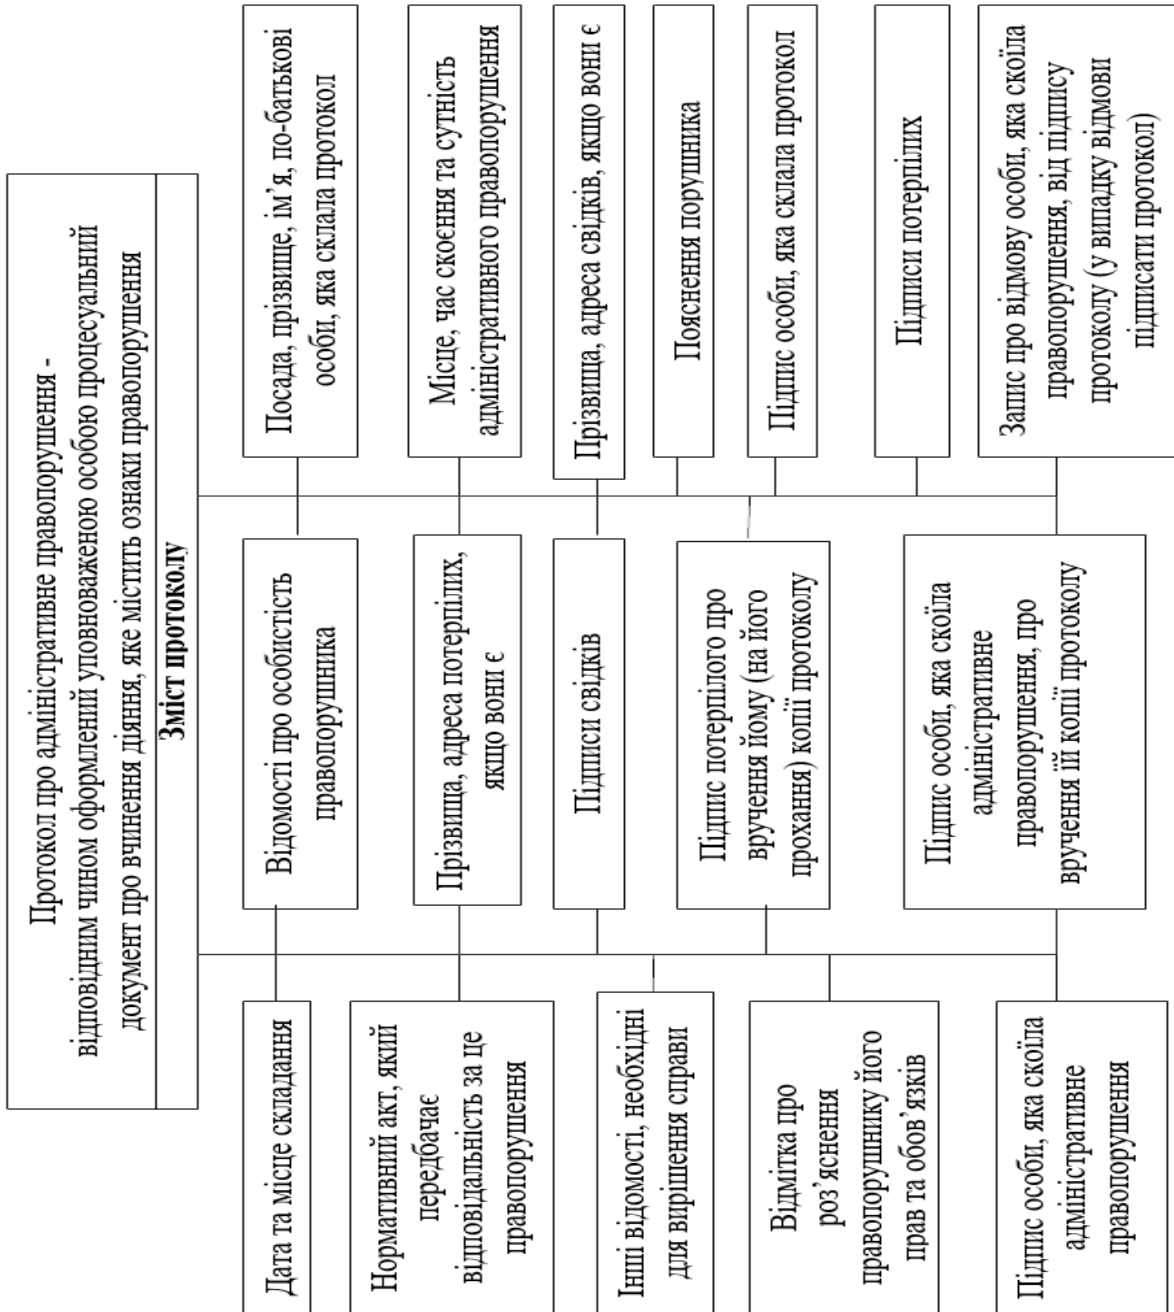 Протокол про адміністративне правопорушення -
відповідним чином оформлений уповноваженою особою процесуальний
документ про вчинення діяння, яке містить ознаки правопорушення
Зміст протоколу
Дата та місце складання
Відомості про особистість
правопорушника
Посада, прізвище, ім’я, по-батькові
особи, яка склала протокол
Нормативний акт, який
передбачає
відповідальність за це
правопорушення
Прізвища, адреса потерпілих,
якщо вони є
Місце, час скоєння та сутність
адміністративного правопорушення
Інші відомості, необхідні
для вирішення справи
Підписи свідків
Прізвища, адреса свідків, якщо вони є
Пояснення порушника
Відмітка про
роз’яснення
правопорушнику його
прав та обов’язків
Підпис потерпілого про
вручення йому (на його
прохання) копії протоколу
Підпис особи, яка склала протокол
Підписи потерпілих
Підпис особи, яка скоїла
адміністративне
правопорушення
Підпис особи, яка скоїла
адміністративне
правопорушення, про
вручення їй копії протоколу
Запис про відмову особи, яка скоїла
правопорушення, від підпису
протоколу (у випадку відмови
підписати протокол)